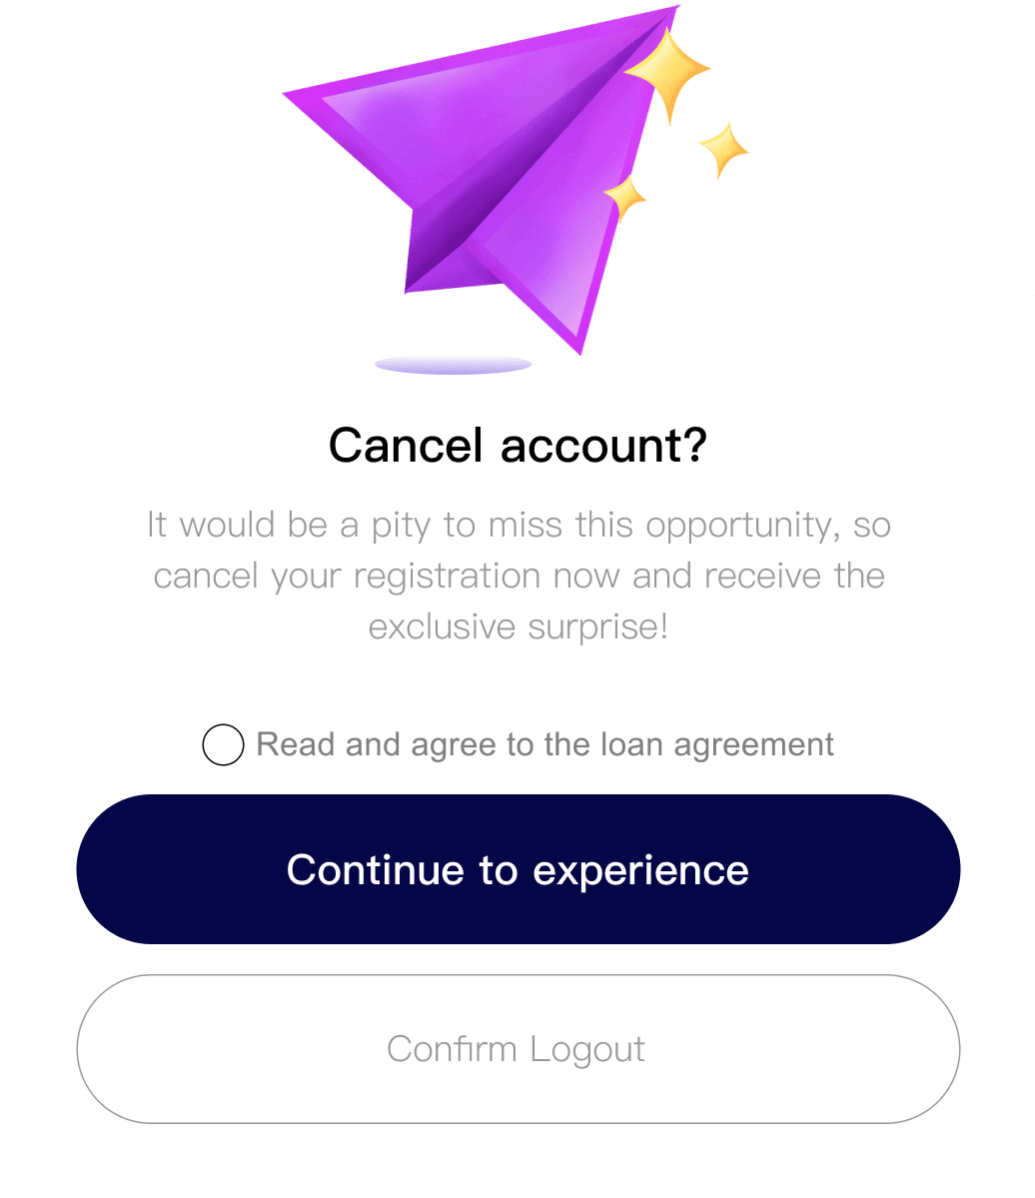 Cancel account?
It would be a pity to miss this opportunity, so
cancel your registration now and receive the
exclusive surprise!
Read and agree to the loan agreement
Continue to experience
Confirm Logout